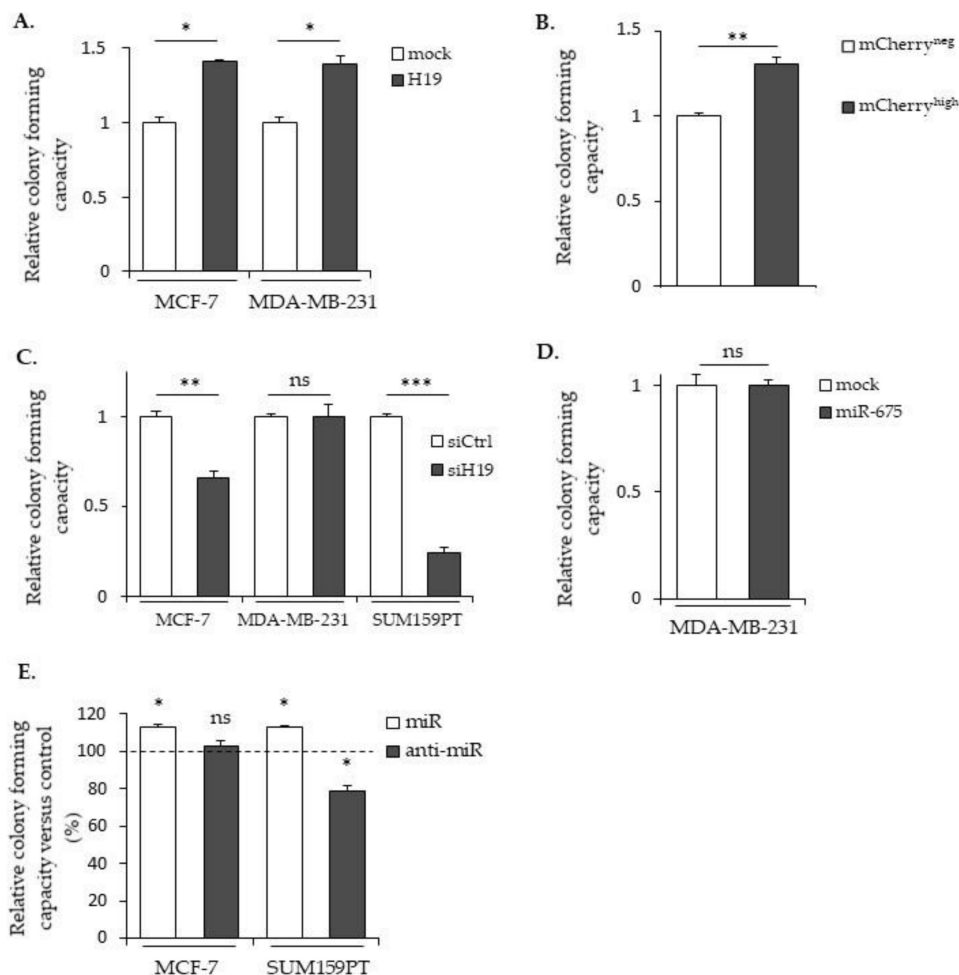 A.
Relative colony forming
capacity
1.5
1
0.5
0
*
*
mock
H19
MCF-7
MDA-MB-231
B.
Relative colony forming
capacity
1.5
1
0.5
0
**
mCherryneg
mCherryhigh
C.
Relative colony forming
capacity
1
0.5
0
**
ns
***
siCtrl
siH19
MCF-7
MDA-MB-231
SUM159PT
D.
Relative colony forming
capacity
1
0.5
0
ns
mock
miR-675
MDA-MB-231
E.
Relative colony forming
capacity versus control
(%)
120
100
80
60
40
20
0
*
ns
*
*
miR
anti-miR
MCF-7
SUM159PT